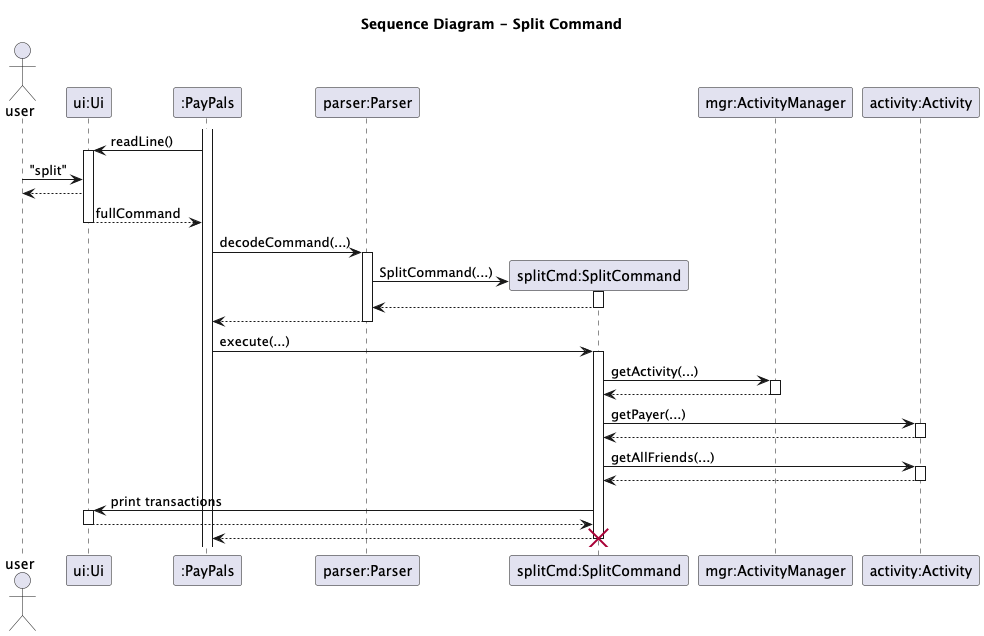 Sequence Diagram – Split Command
user
ui:Ui
:PayPals
parser:Parser
mgr:ActivityManager
activity:Activity
readLine()
"split"
fullCommand
decodeCommand(...)
SplitCommand(...)
splitCmd:SplitCommand
execute(...)
getActivity(...)
getPayer(...)
getAllFriends(...)
print transactions
user
ui:Ui
:PayPals
parser:Parser
splitCmd:SplitCommand
mgr:ActivityManager
activity:Activity